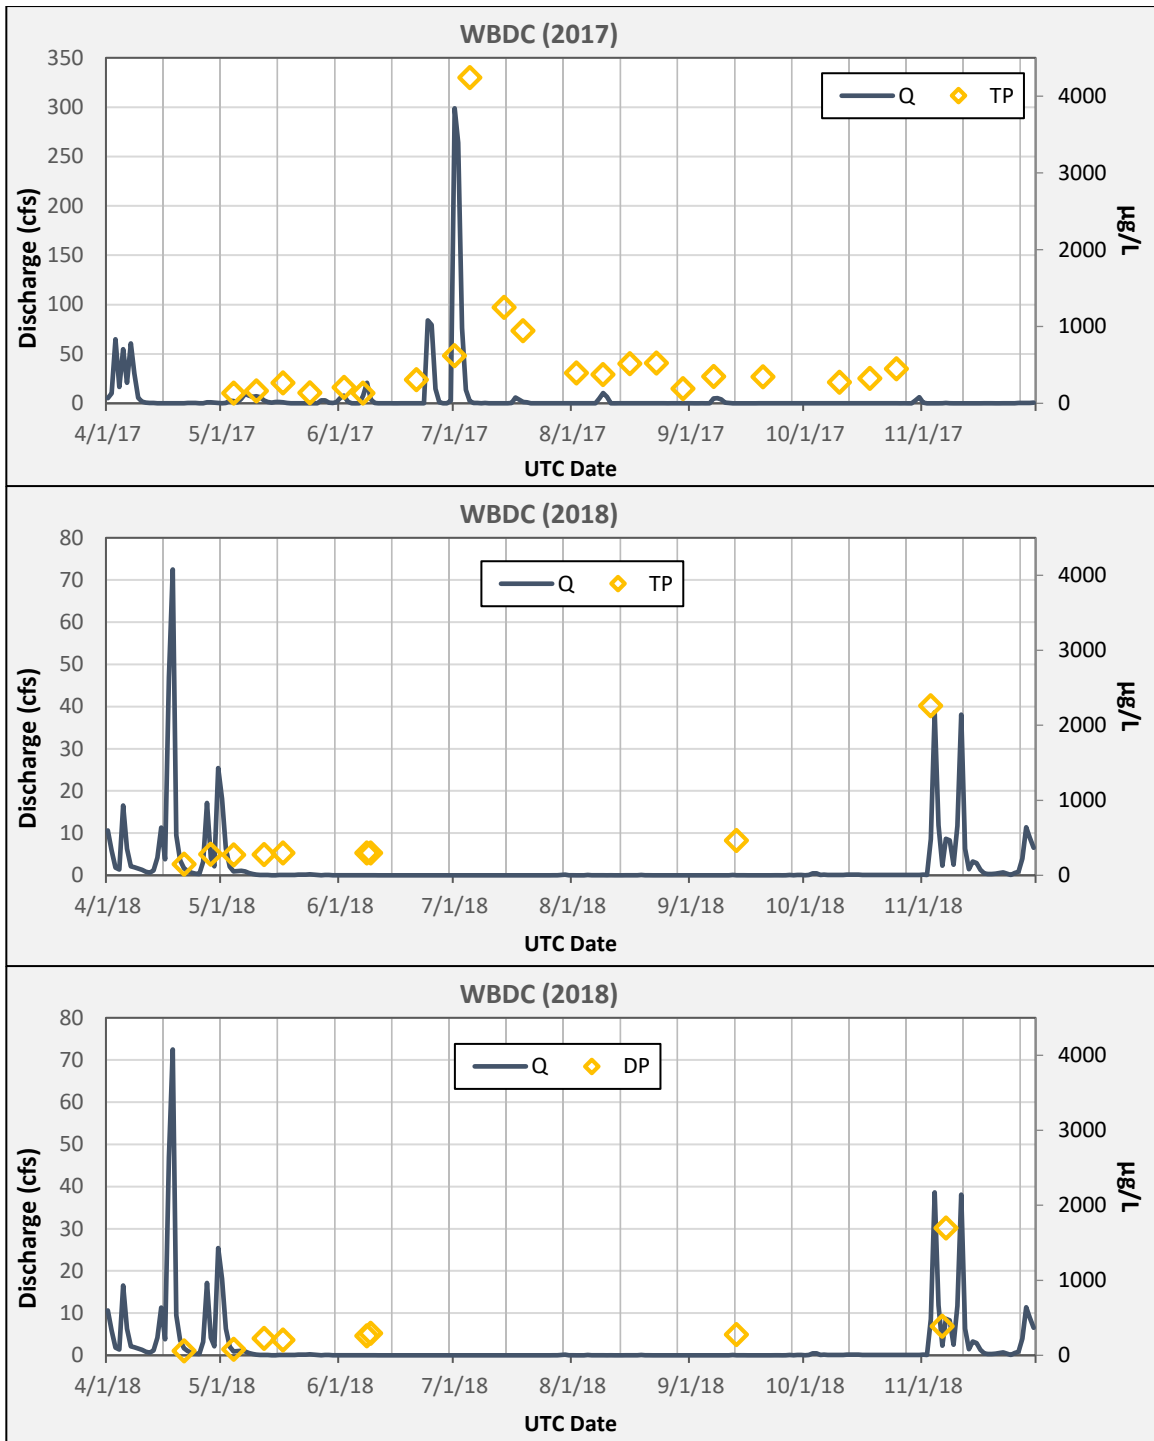 WBDC (2017)
350
300
250
200
150
100
50
0
Discharge (cfs)
Q TP
4000
3000
2000
1000
0
µg/L
4/1/17 5/1/17 6/1/17 7/1/17 8/1/17 9/1/17 10/1/17 11/1/17
UTC Date
WBDC (2018)
80
70
60
50
40
30
20
10
0
Discharge (cfs)
Q TP
4000
3000
2000
1000
0
µg/L
4/1/18 5/1/18 6/1/18 7/1/18 8/1/18 9/1/18 10/1/18 11/1/18
UTC Date
WBDC (2018)
80
70
60
50
40
30
20
10
0
Discharge (cfs)
Q DP
4000
3000
2000
1000
0
µg/L
4/1/18 5/1/18 6/1/18 7/1/18 8/1/18 9/1/18 10/1/18 11/1/18
UTC Date